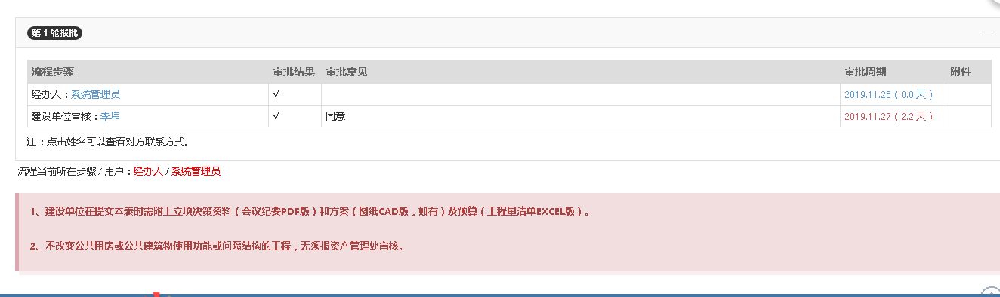 第 1 轮报批
流程步骤 审批结果 审批意见 审批周期 附件
经办人：系统管理员 √ 2019.11.25 ( 0.0 天 )
建设单位审核：李玮 √ 同意 2019.11.27 ( 2.2 天 )
注：点击姓名可以查看对方联系方式。
流程当前所在步骤 / 用户：经办人 / 系统管理员
1、建设单位在提交本表时需附上立项决策资料（会议纪要PDF版）和方案（图纸CAD版，如有）及预算（工程量清单EXCEL版）。
2、不改变公共用房或公共建筑物使用功能或间隔结构的工程，无须报资产管理处审核。